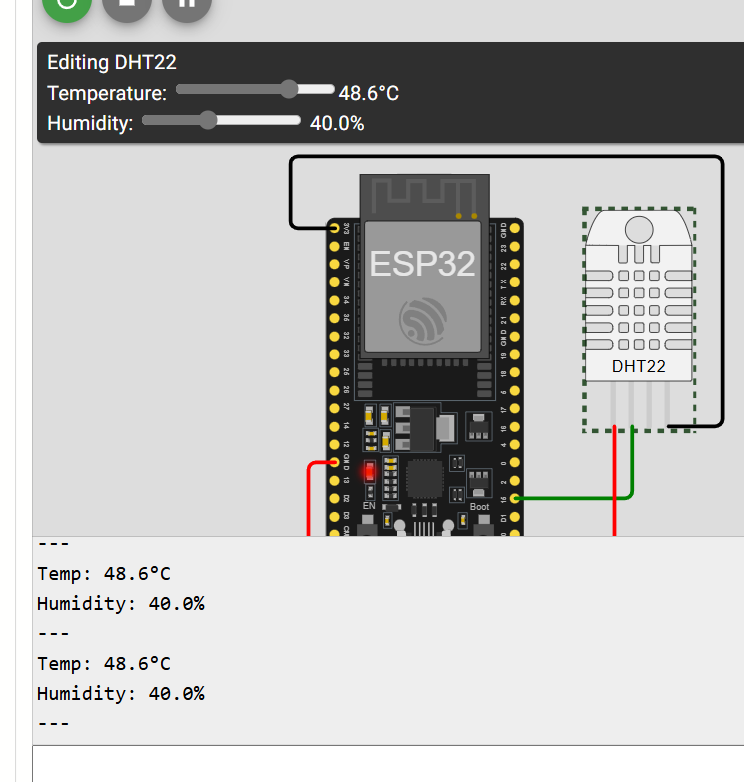 Editing DHT22
Temperature: 48.6°C
Humidity: 40.0%
ESP32
3V3
EN
VP
VN
34
35
32
33
25
26
27
14
12
GND
13
D2
D3
GND
23
22
TX
RX
21
GND
19
18
5
17
16
4
0
2
15
D1
DHT22
EN
Boot
---
Temp: 48.6°C
Humidity: 40.0%
---
Temp: 48.6°C
Humidity: 40.0%
---